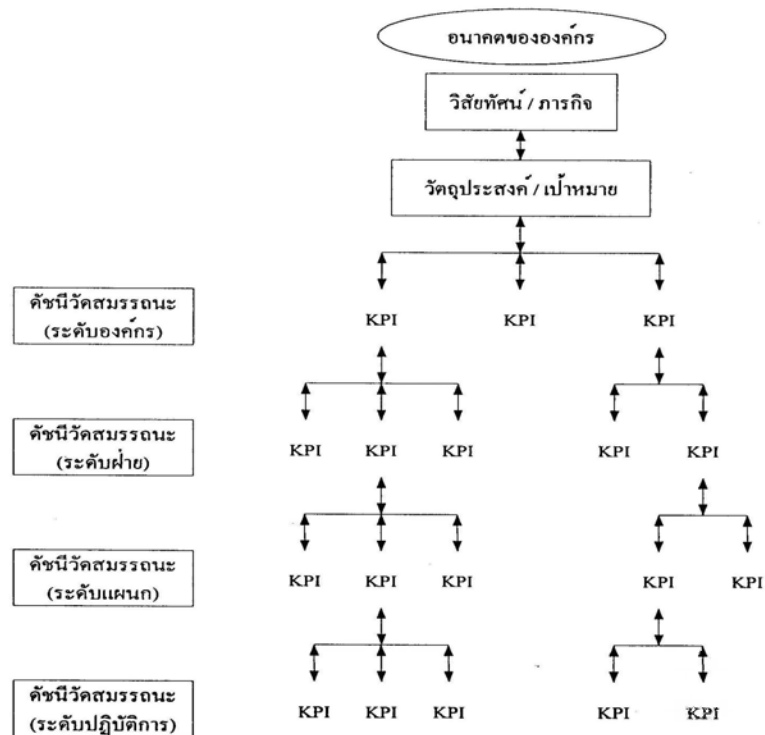 อนาคตขององค์กร
วิสัยทัศน์ / ภารกิจ
วัตถุประสงค์ / เป้าหมาย
ดัชนีวัดสมรรถนะ
(ระดับองค์กร)
KPI KPI KPI
ดัชนีวัดสมรรถนะ
(ระดับฝ่าย)
KPI KPI KPI KPI KPI
ดัชนีวัดสมรรถนะ
(ระดับแผนก)
KPI KPI KPI KPI KPI
ดัชนีวัดสมรรถนะ
(ระดับปฏิบัติการ)
KPI KPI KPI KPI KPI